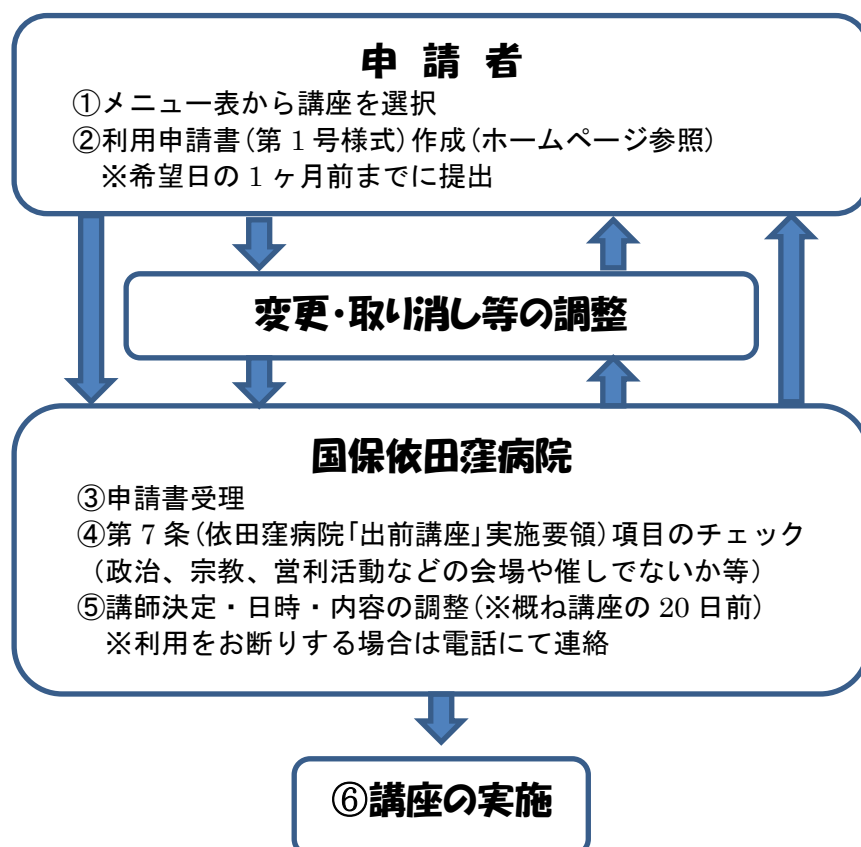 申 請 者
①メニュー表から講座を選択
②利用申請書(第1号様式)作成(ホームページ参照)
※希望日の1ヶ月前までに提出
変更・取り消し等の調整
国保依田窪病院
③申請書受理
④第7条(依田窪病院「出前講座」実施要領)項目のチェック
(政治、宗教、営利活動などの会場や催しでないか等)
⑤講師決定・日時・内容の調整(※概ね講座の20日前)
※利用をお断りする場合は電話にて連絡
⑥講座の実施